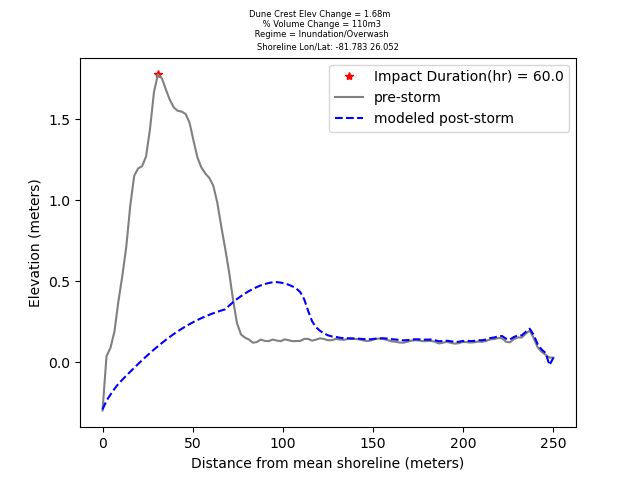 Dune Crest Elev Change = 1.68m
% Volume Change = 110m3
Regime = Inundation/Overwash
Shoreline Lon/Lat: -81.783 26.052
Impact Duration(hr) = 60.0
pre-storm
modeled post-storm
Elevation (meters)
1.5
1.0
0.5
0.0
0 50 100 150 200 250
Distance from mean shoreline (meters)